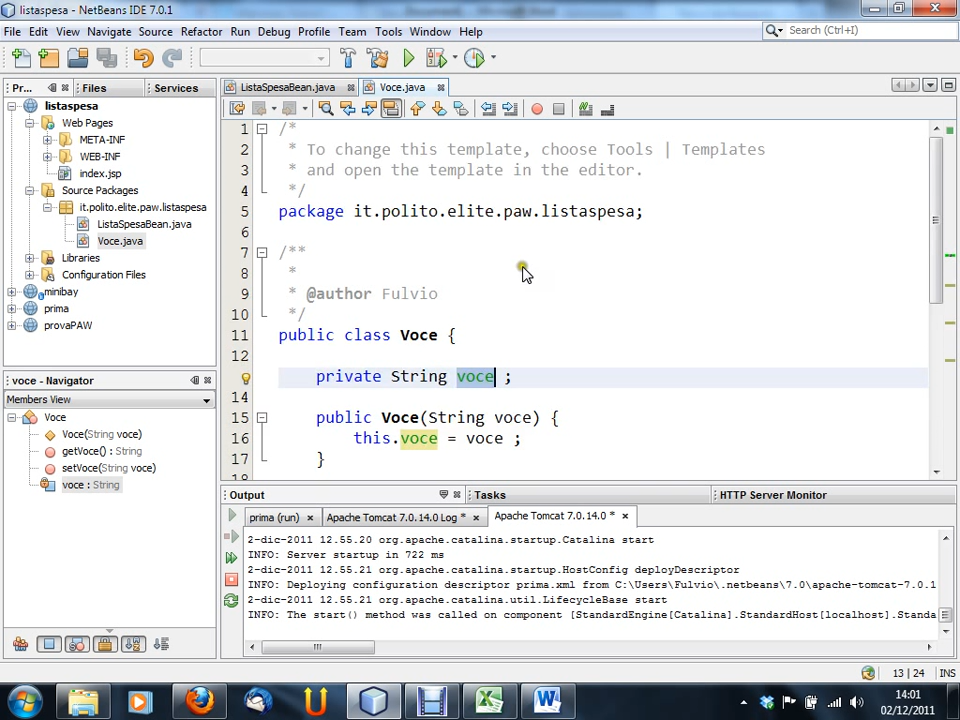 listaspesa - NetBeans IDE 7.0.1
File Edit View Navigate Source Refactor Run Debug Profile Team Tools Window Help
Search (Ctrl+I)
Pr... Files Services
listaspesa
Web Pages
META-INF
WEB-INF
index.jsp
Source Packages
it.polito.elite.paw.listaspesa
ListaSpesaBean.java
Voce.java
Libraries
Configuration Files
minibay
prima
provaPAW
voce - Navigator
Members View
Voce
Voce(String voce)
getVoce() : String
setVoce(String voce)
voce : String
ListaSpesaBean.java Voce.java
1 /*
2 * To change this template, choose Tools | Templates
3 * and open the template in the editor.
4 */
5 package it.polito.elite.paw.listaspesa;
6
7 /**
8 *
9 * @author Fulvio
10 */
11 public class Voce {
12
private String voce ;
14
15 public Voce(String voce) {
16 this.voce = voce ;
17 }
18
Output Tasks HTTP Server Monitor
prima (run) Apache Tomcat 7.0.14.0 Log * Apache Tomcat 7.0.14.0 *
2-dic-2011 12.55.20 org.apache.catalina.startup.Catalina start
INFO: Server startup in 722 ms
2-dic-2011 12.55.21 org.apache.catalina.startup.HostConfig deployDescriptor
INFO: Deploying configuration descriptor prima.xml from C:\Users\Fulvio\.netbeans\7.0\apache-tomcat-7.0.1
2-dic-2011 12.55.21 org.apache.catalina.util.LifecycleBase start
INFO: The start() method was called on component [StandardEngine[Catalina].StandardHost[localhost].Standa
13 | 24 INS
14:01
02/12/2011